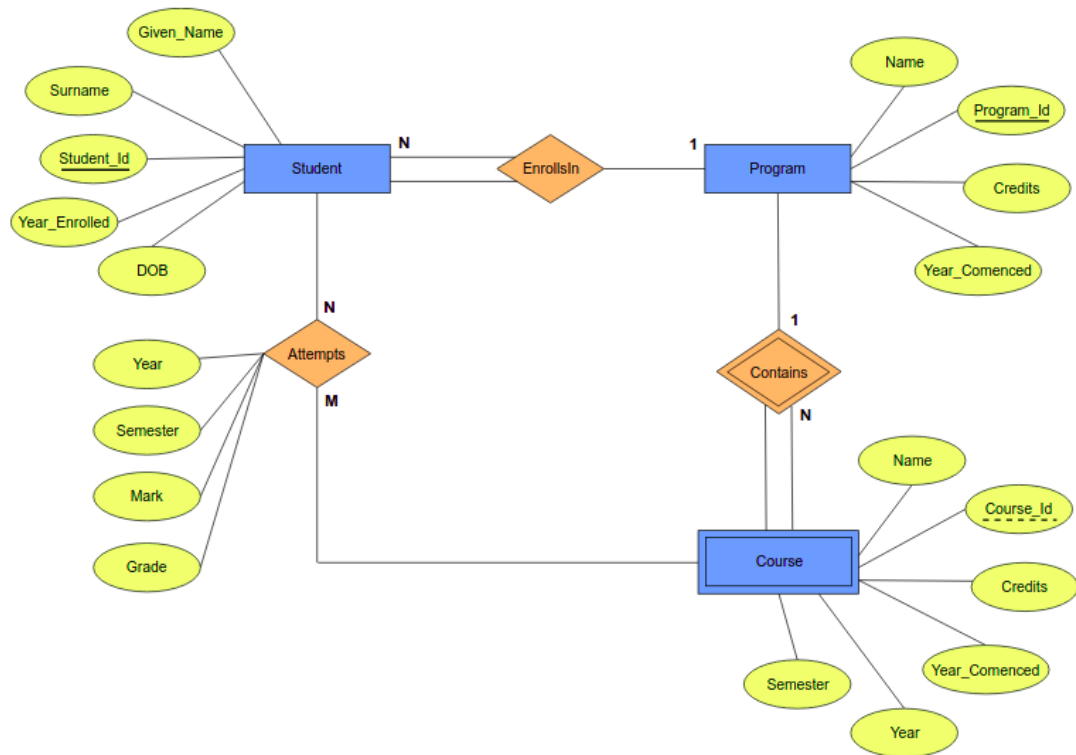 Given_Name
Name
Surname
Program_Id
Student_Id
N
1
Student
EnrollsIn
Program
Credits
Year_Enrolled
DOB
Year_Comenced
N
1
Year
Attempts
Contains
M
N
Semester
Name
Mark
Course_Id
Grade
Course
Credits
Year_Comenced
Semester
Year